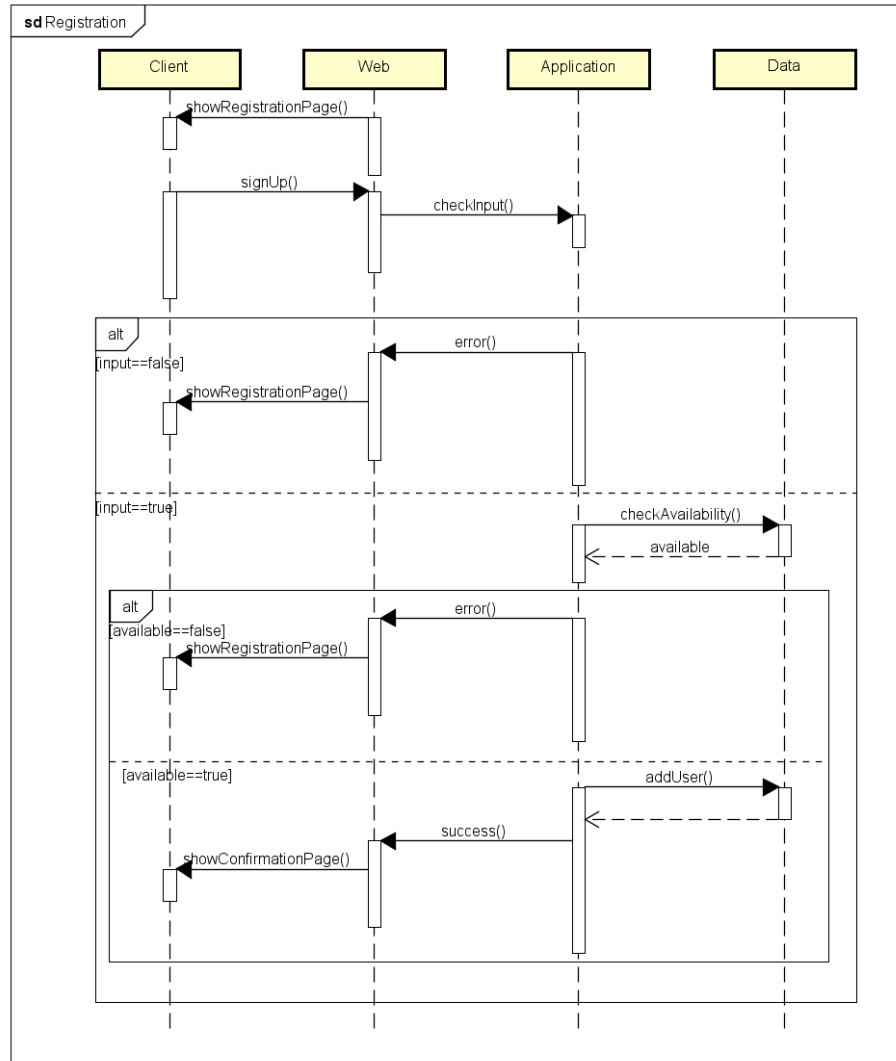 sd Registration
Client
Web
Application
Data
showRegistrationPage()
signUp()
checkInput()
alt
error()
[input==false]
showRegistrationPage()
[input==true]
checkAvailability()
available
alt
error()
[available==false]
showRegistrationPage()
[available==true]
addUser()
success()
showConfirmationPage()